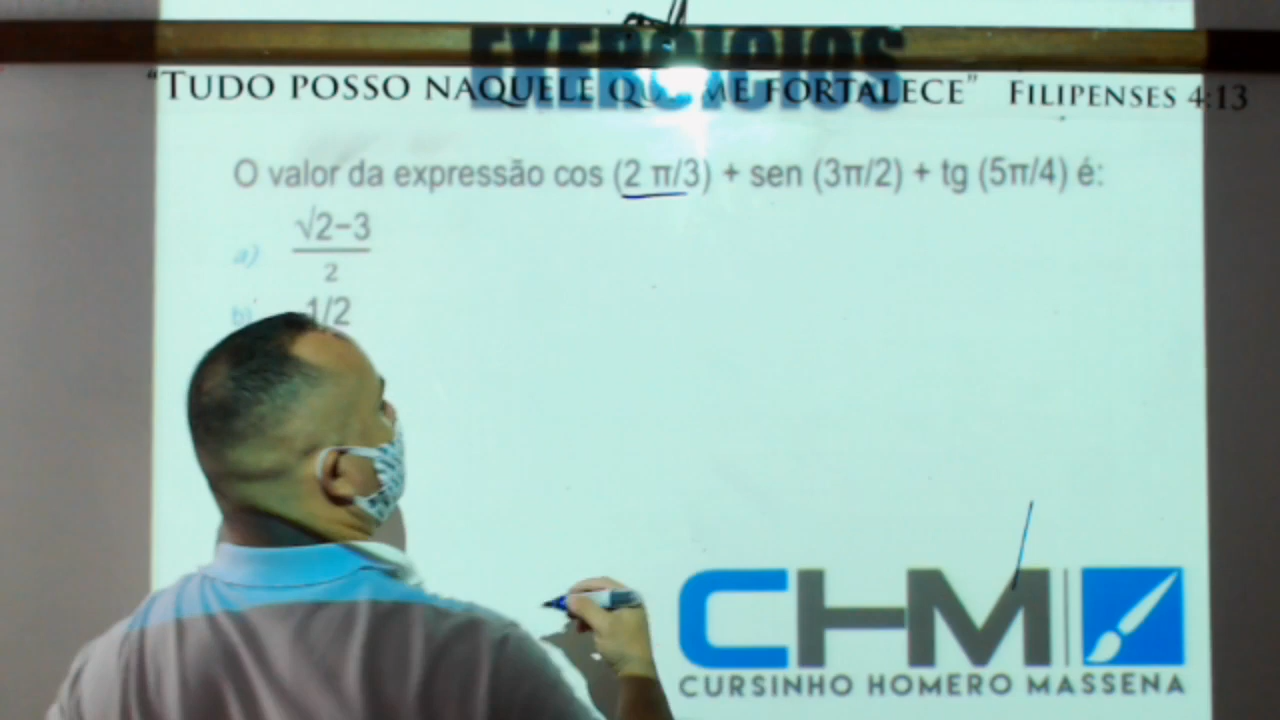 EXERCICIOS
“TUDO POSSO NAQUELE QUE ME FORTALECE” FILIPENSES 4:13
O valor da expressão cos (2 π/3) + sen (3π/2) + tg (5π/4) é:
a) √2−3
2
b) 1/2
CHM
CURSINHO HOMERO MASSENA